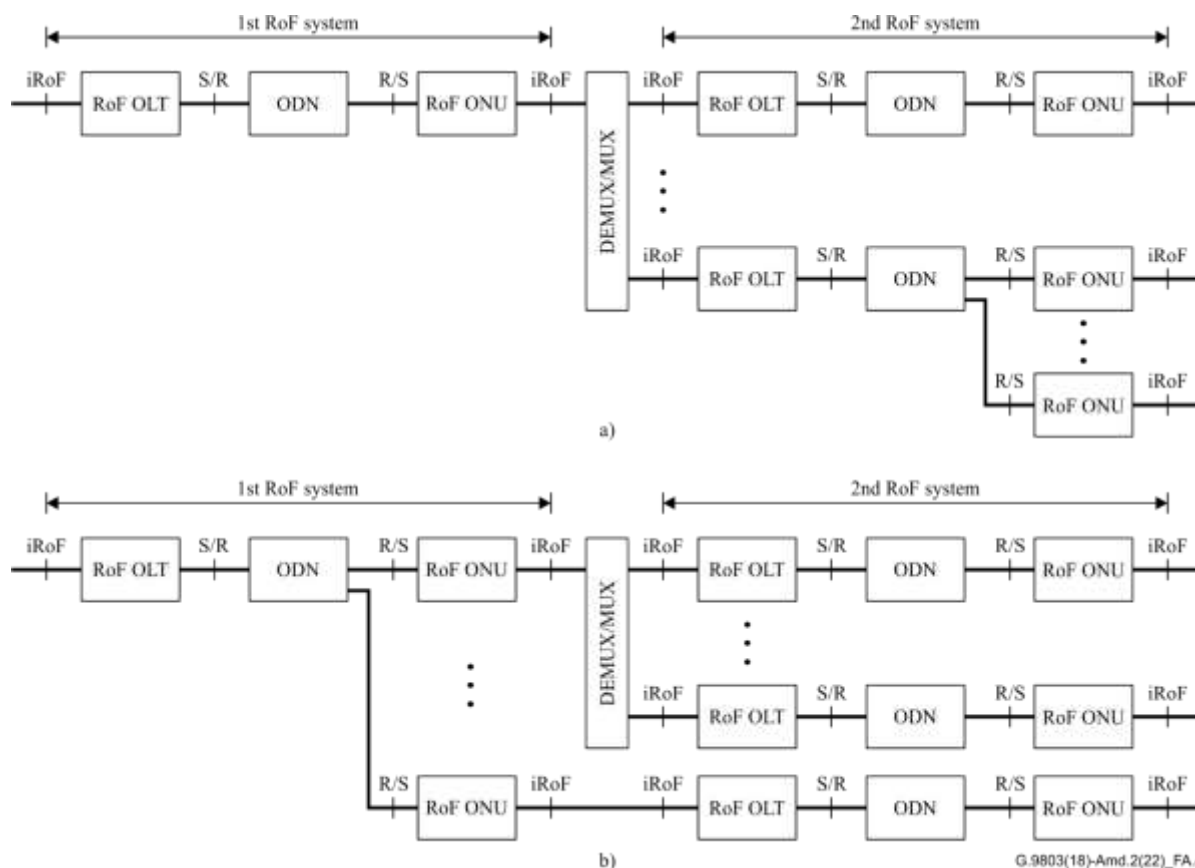 1st RoF system 2nd RoF system
iRoF S/R R/S iRoF iRoF S/R R/S iRoF
RoF OLT ODN RoF ONU RoF OLT ODN RoF ONU
DEMUX/MUX
iRoF S/R R/S iRoF
RoF OLT ODN RoF ONU
R/S iRoF
RoF ONU
a)
1st RoF system 2nd RoF system
iRoF S/R R/S iRoF iRoF S/R R/S iRoF
RoF OLT ODN RoF ONU RoF OLT ODN RoF ONU
DEMUX/MUX
iRoF S/R R/S iRoF
RoF OLT ODN RoF ONU
R/S iRoF iRoF S/R R/S iRoF
RoF ONU RoF OLT ODN RoF ONU
b)
G.9803(18)-Amd.2(22)_FA.